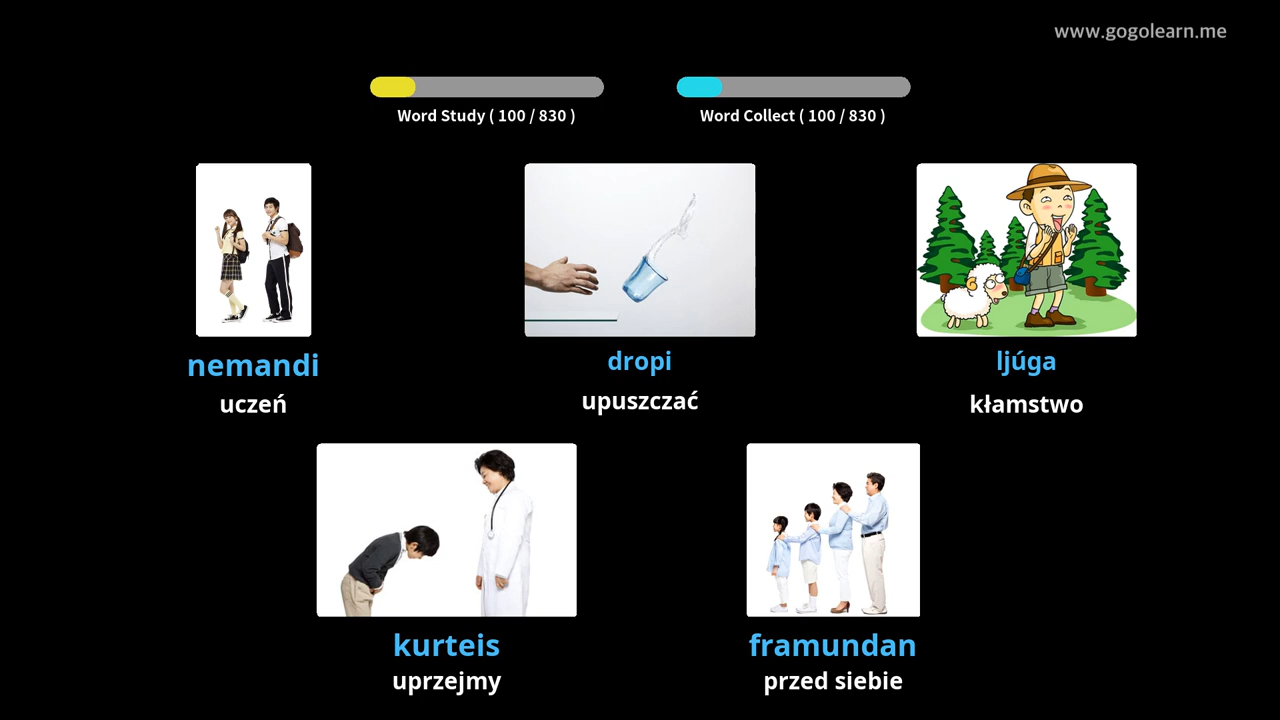 www.gogolearn.me
Word Study ( 100 / 830 )
Word Collect ( 100 / 830 )
nemandi
uczeń
dropi
upuszczać
ljúga
kłamstwo
kurteis
uprzejmy
framundan
przed siebie